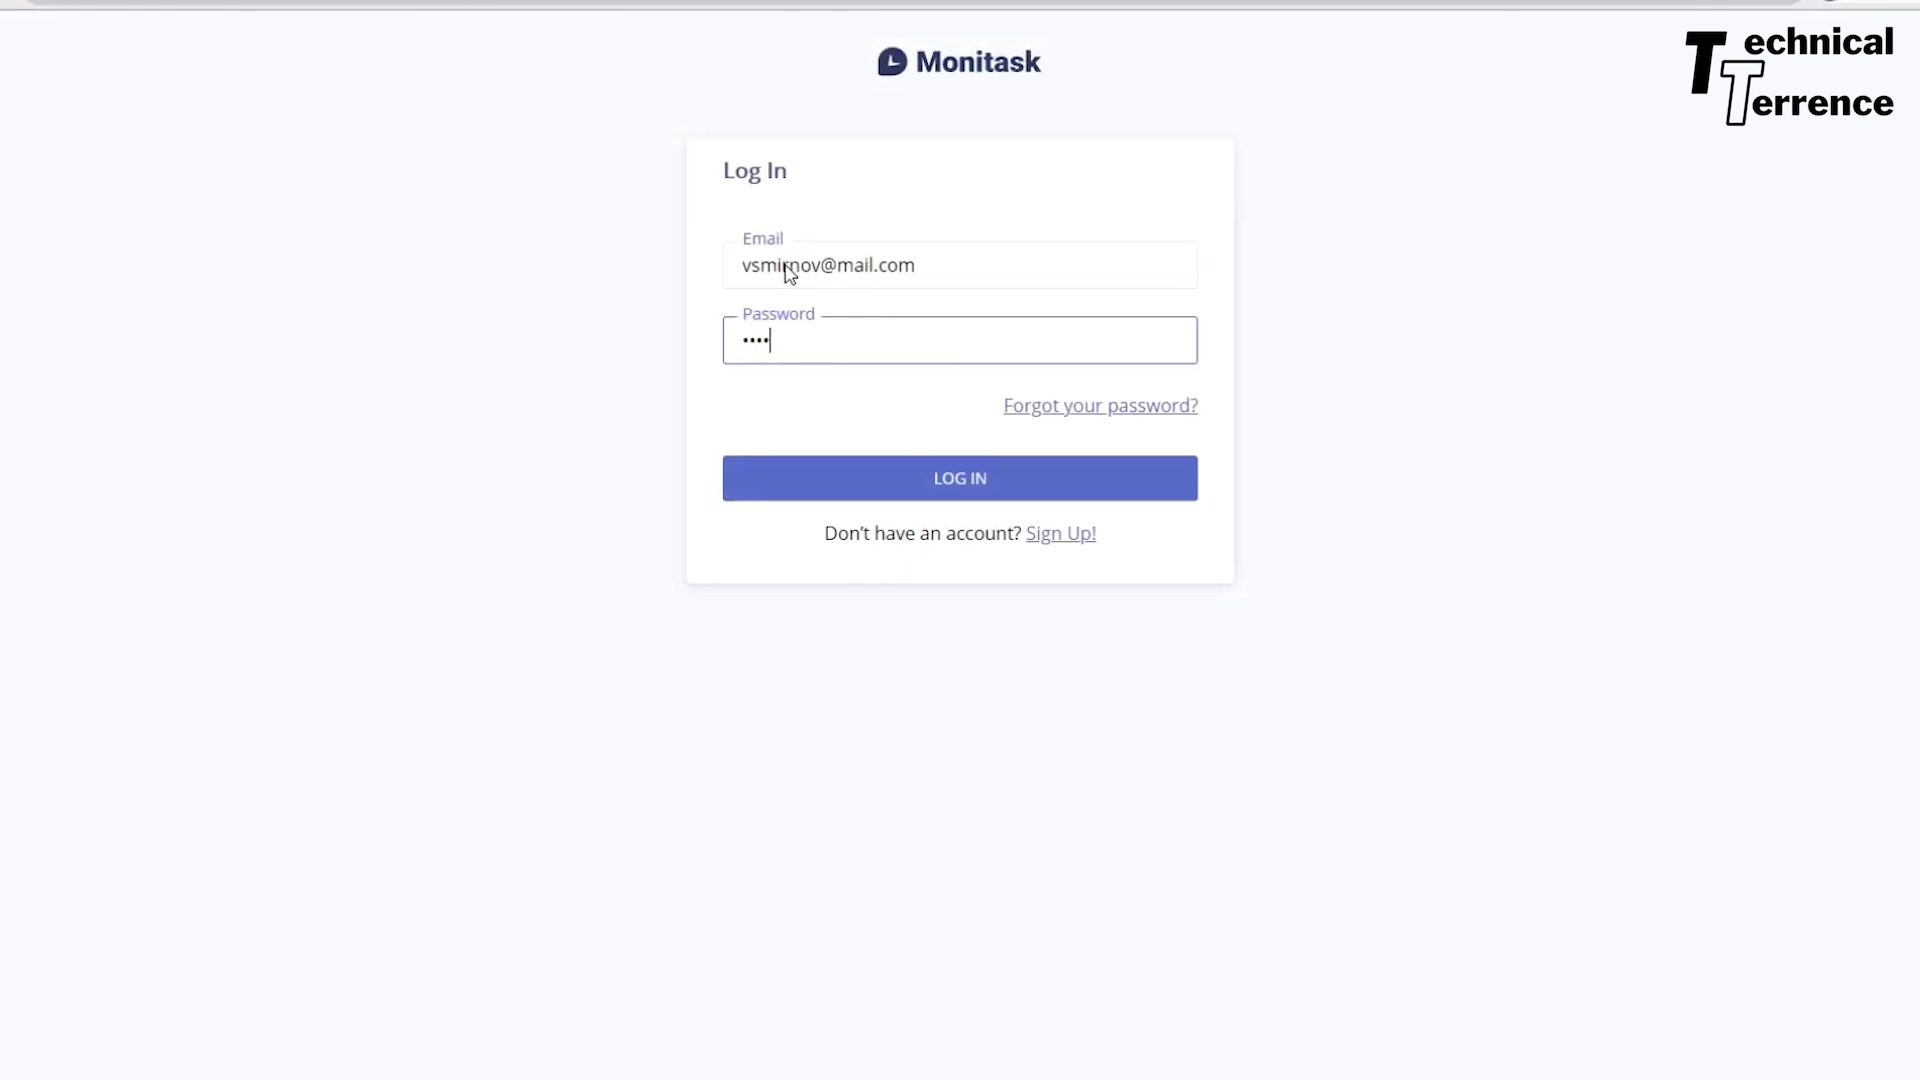 Monitask
Technical
Terrence
Log In
Email
vsmirnov@mail.com
Password
••••
Forgot your password?
LOG IN
Don't have an account? Sign Up!